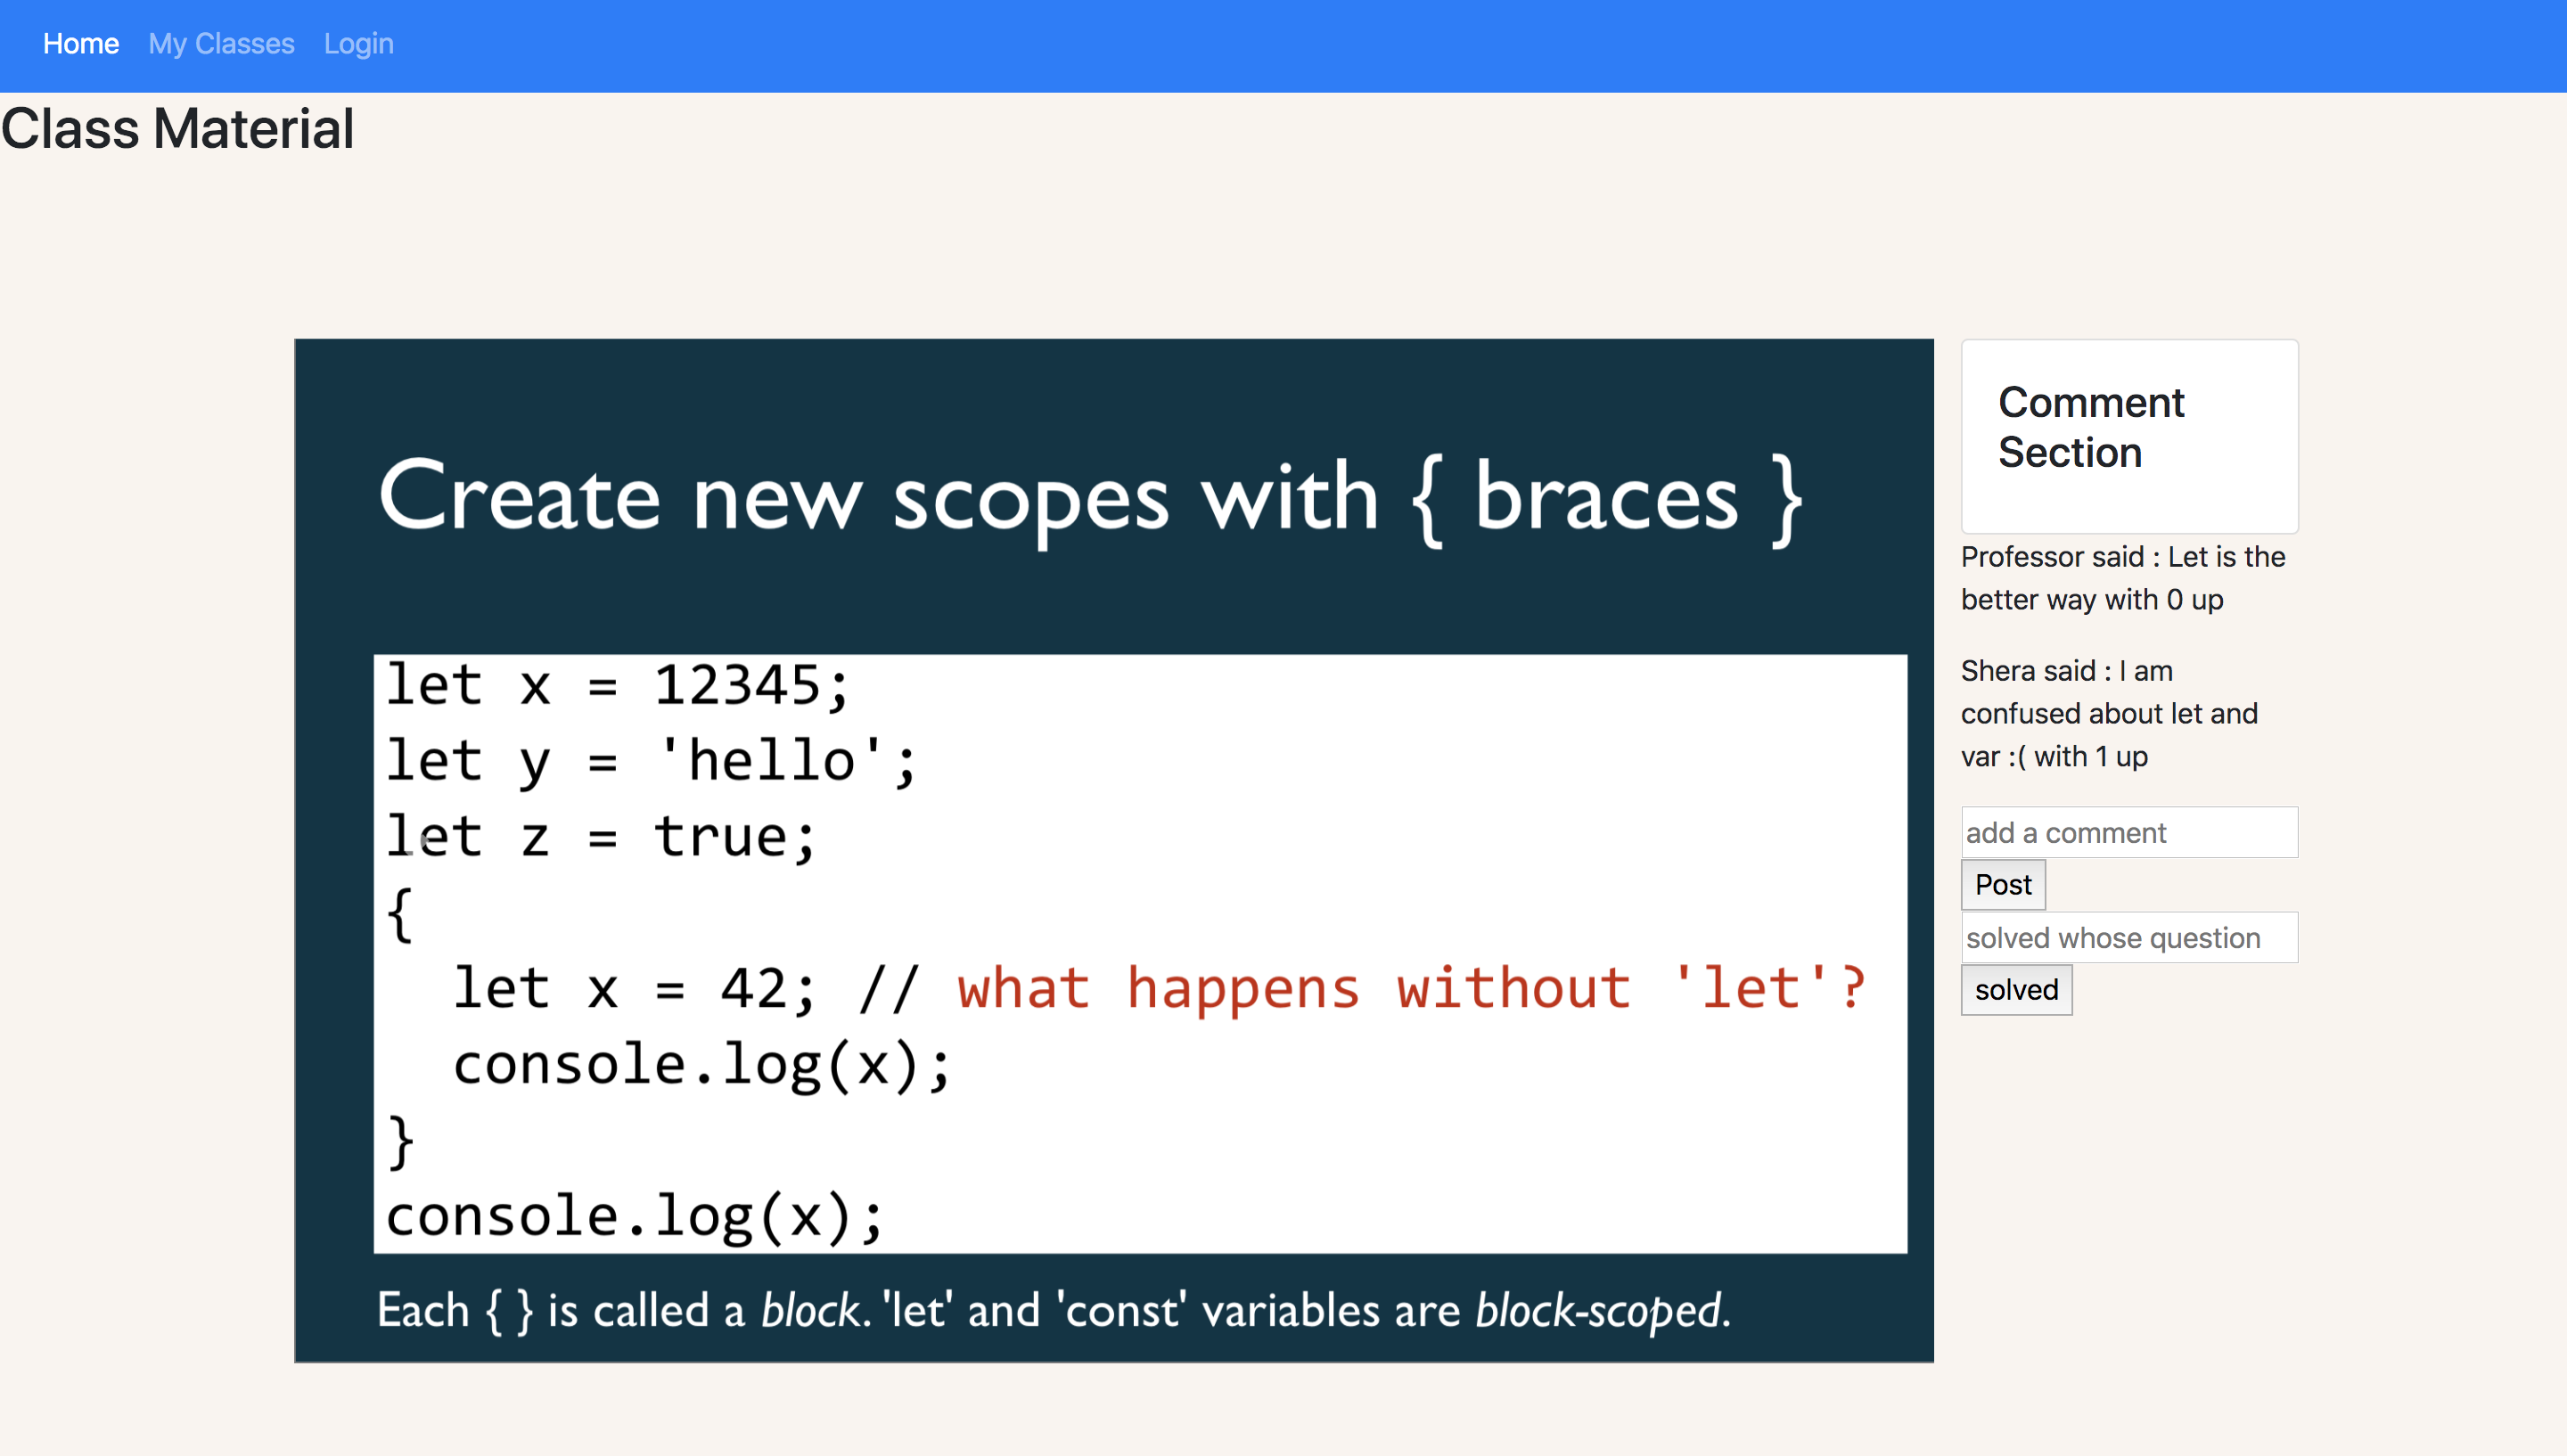 Home My Classes Login
Class Material
Create new scopes with { braces }
let x = 12345;
let y = 'hello';
let z = true;
{
  let x = 42; // what happens without 'let'?
  console.log(x);
}
console.log(x);
Each { } is called a block. 'let' and 'const' variables are block-scoped.
Comment
Section
Professor said : Let is the
better way with 0 up
Shera said : I am
confused about let and
var :( with 1 up
add a comment
Post
solved whose question
solved